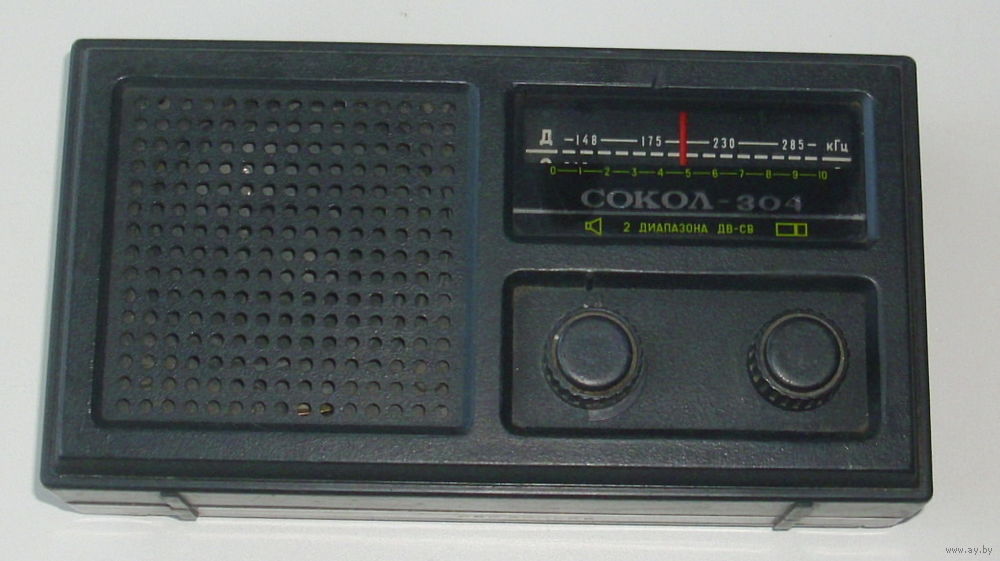 Д 148 175 230 285 кГц
0 1 2 3 4 5 6 7 8 9 10
СОКОЛ-304
2 ДИАПАЗОНА ДВ-СВ
www.ay.by